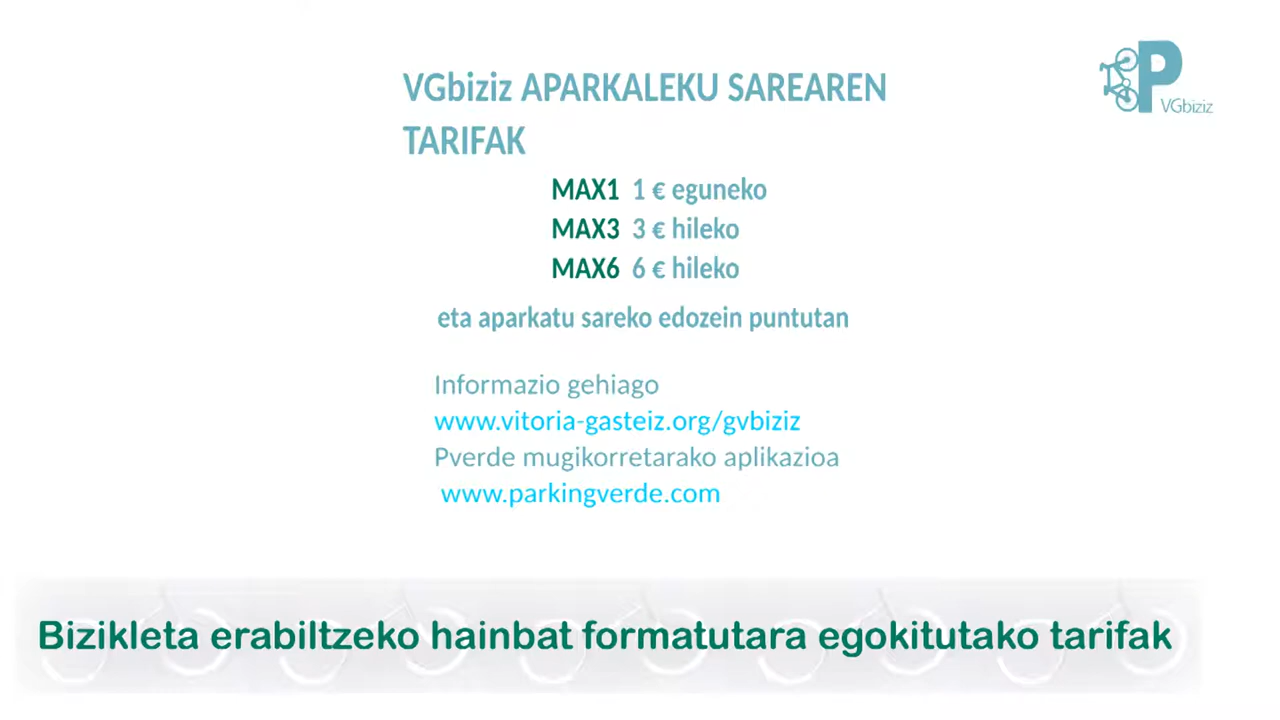 VGbiziz APARKALEKU SAREAREN
TARIFAK
P
VGbiziz
MAX1 1 € eguneko
MAX3 3 € hileko
MAX6 6 € hileko
eta aparkatu sareko edozein puntutan
Informazio gehiago
www.vitoria-gasteiz.org/gvbiziz
Pverde mugikorretarako aplikazioa
www.parkingverde.com
Bizikleta erabiltzeko hainbat formatutara egokitutako tarifak